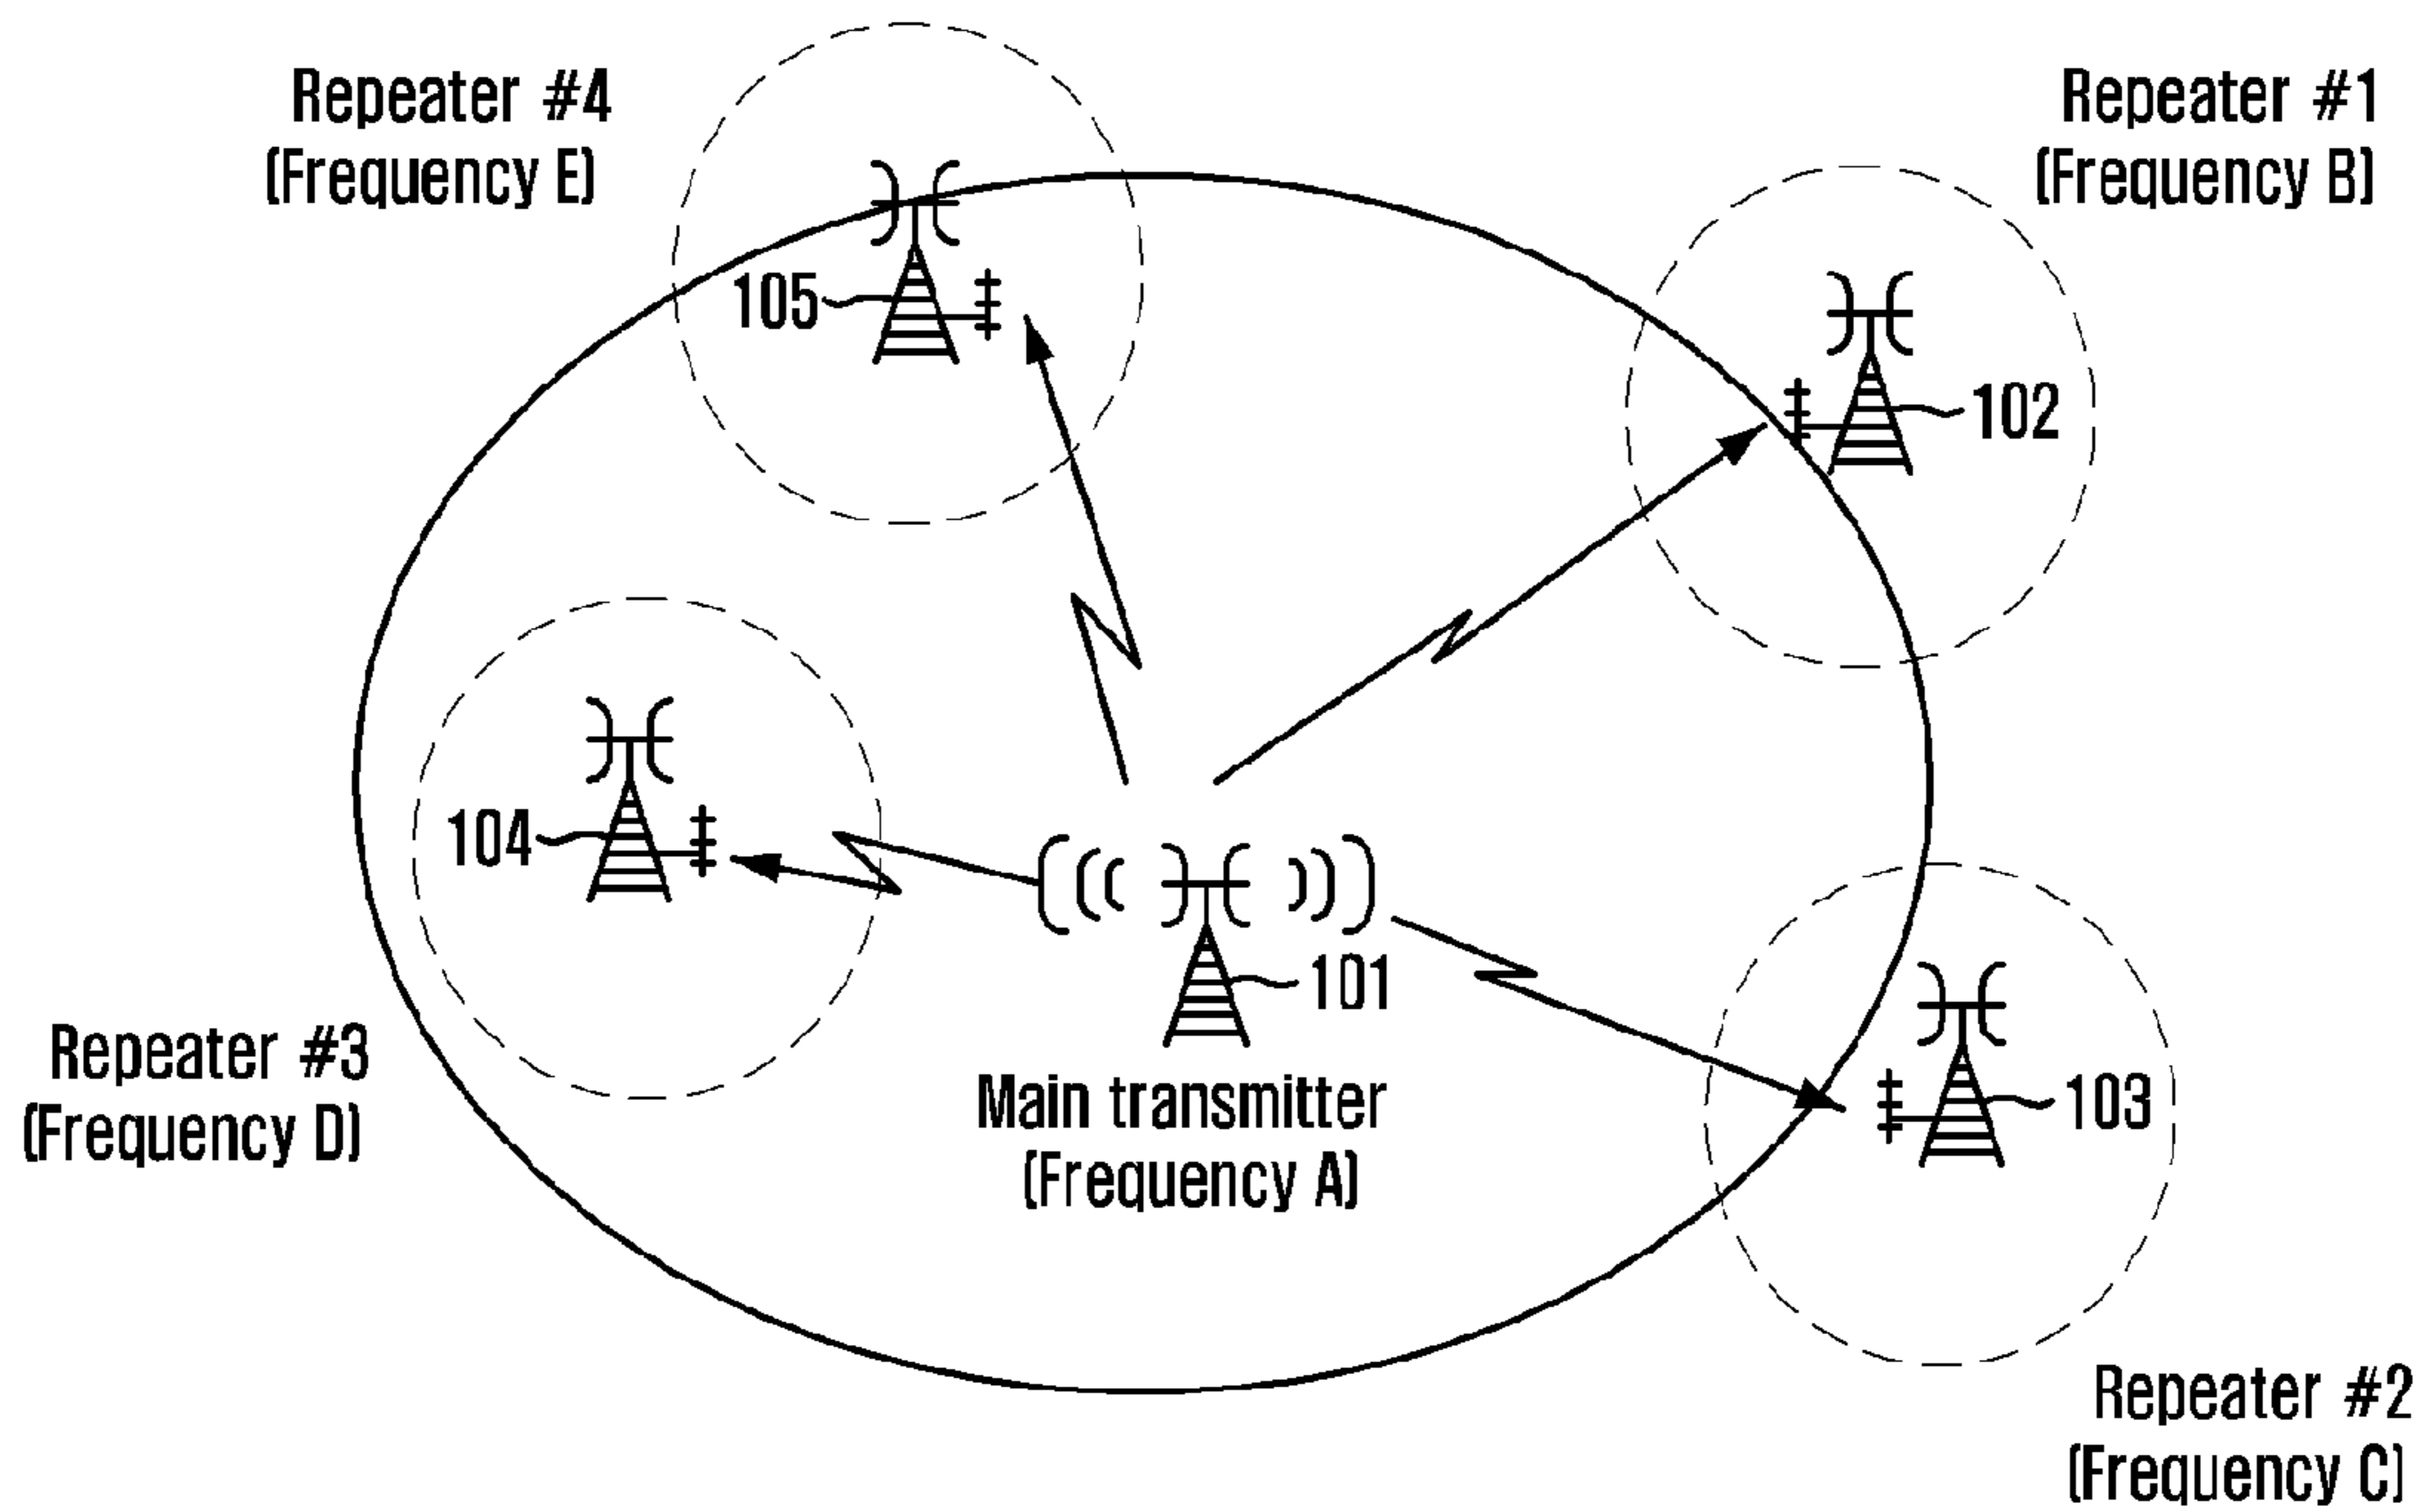 Repeater #4
(Frequency E)
Repeater #1
(Frequency B)
105
102
104
101
Repeater #3
(Frequency D)
Main transmitter
(Frequency A)
103
Repeater #2
(Frequency C)